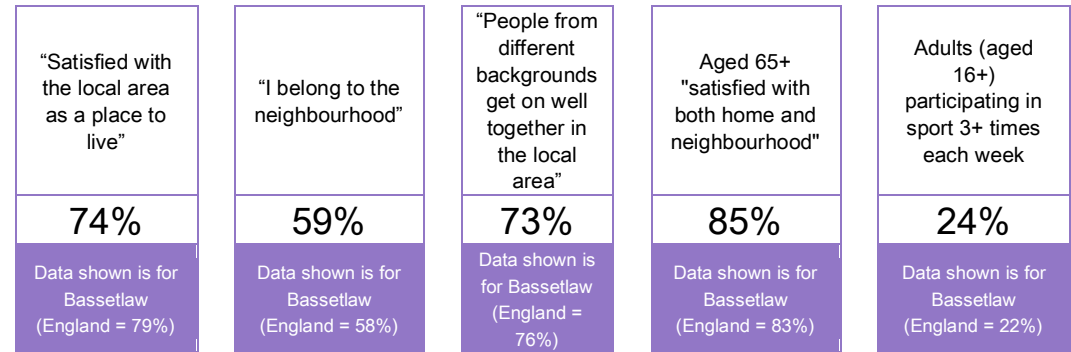 “Satisfied with
the local area
as a place to
live”
74%
Data shown is for
Bassetlaw
(England = 79%)
“I belong to the
neighbourhood”
59%
Data shown is for
Bassetlaw
(England = 58%)
“People from
different
backgrounds
get on well
together in
the local
area”
73%
Data shown is
for Bassetlaw
(England =
76%)
Aged 65+
"satisfied with
both home and
neighbourhood"
85%
Data shown is for
Bassetlaw
(England = 83%)
Adults (aged
16+)
participating in
sport 3+ times
each week
24%
Data shown is for
Bassetlaw
(England = 22%)